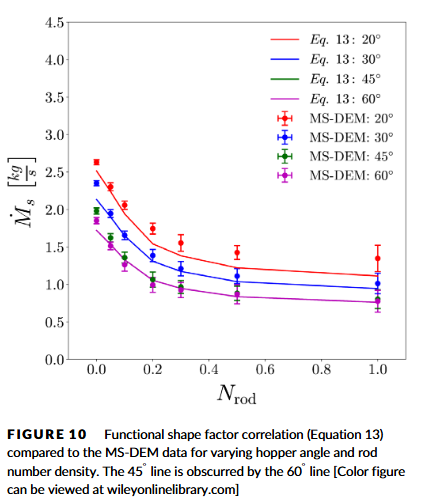 4.5
4.0
3.5
3.0
2.5
2.0
1.5
1.0
0.5
0.0
Ṁs [kg/s]
Eq. 13 : 20°
Eq. 13 : 30°
Eq. 13 : 45°
Eq. 13 : 60°
MS-DEM: 20°
MS-DEM: 30°
MS-DEM: 45°
MS-DEM: 60°
0.0 0.2 0.4 0.6 0.8 1.0
Nrod
FIGURE 10 Functional shape factor correlation (Equation 13)
compared to the MS-DEM data for varying hopper angle and rod
number density. The 45° line is obscurred by the 60° line [Color figure
can be viewed at wileyonlinelibrary.com]